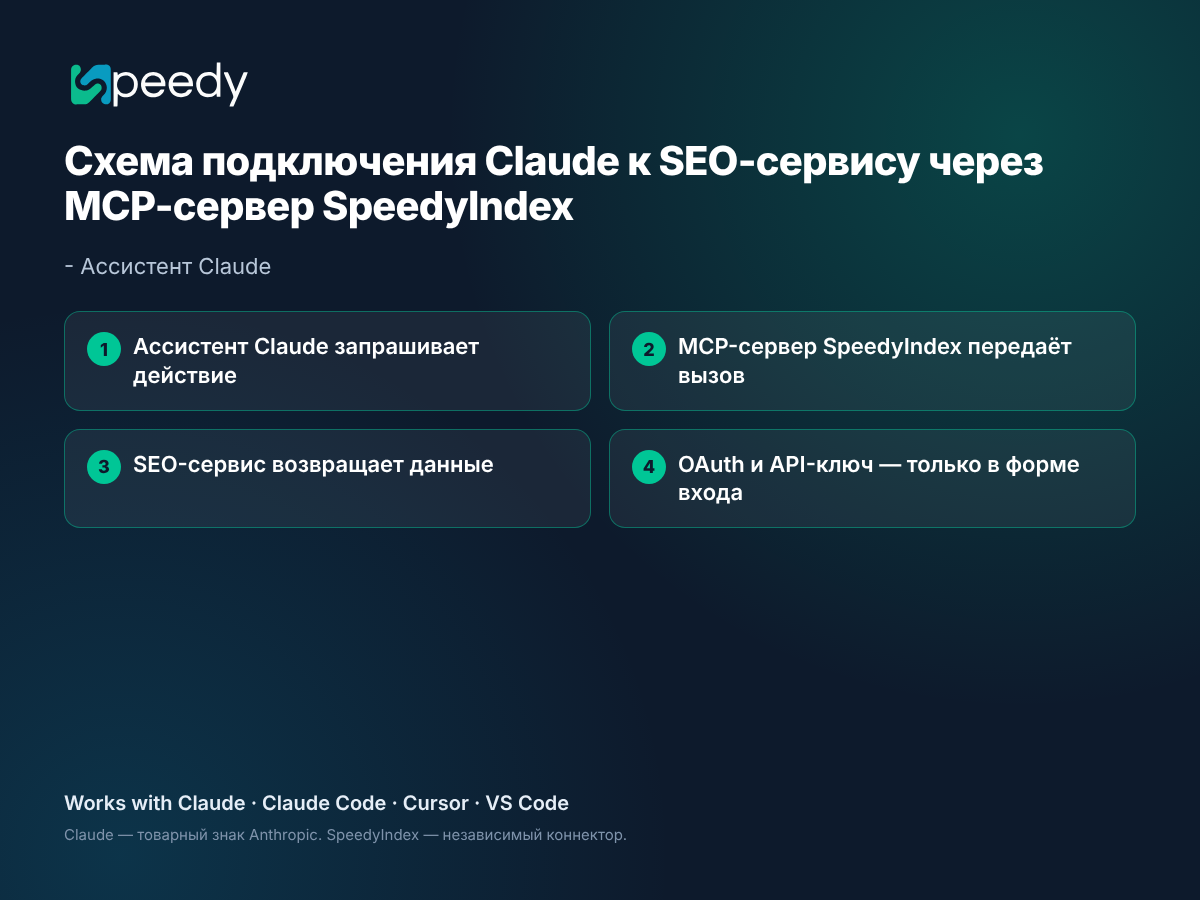 Speedy
Схема подключения Claude к SEO-сервису через
MCP-сервер SpeedyIndex
- Ассистент Claude
1 Ассистент Claude запрашивает
действие
2 MCP-сервер SpeedyIndex передаёт
вызов
3 SEO-сервис возвращает данные
4 OAuth и API-ключ — только в форме
входа
Works with Claude · Claude Code · Cursor · VS Code
Claude — товарный знак Anthropic. SpeedyIndex — независимый коннектор.